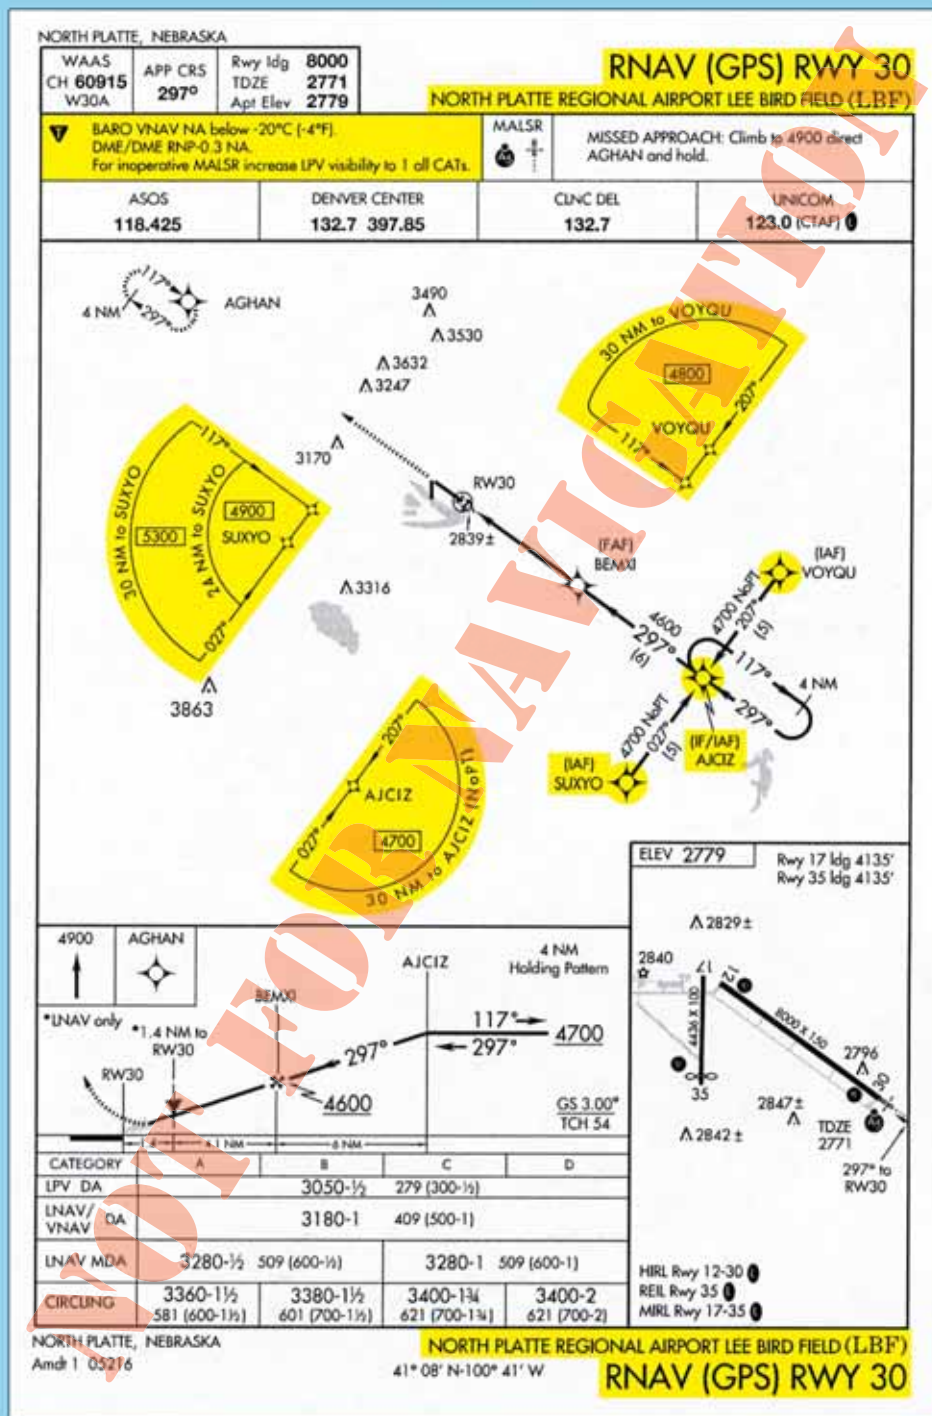 NORTH PLATTE, NEBRASKA
WAAS
CH 60915
W30A
APP CRS
297°
Rwy ldg 8000
TDZE 2771
Apt Elev 2779
RNAV (GPS) RWY 30
NORTH PLATTE REGIONAL AIRPORT LEE BIRD FIELD (LBF)
BARO VNAV NA below -20°C (-4°F).
DME/DME RNP-0.3 NA.
For inoperative MALSR increase LPV visibility to 1 all CATs.
MALSR
MISSED APPROACH: Climb to 4900 direct
AGHAN and hold.
ASOS
118.425
DENVER CENTER
132.7 397.85
CLNC DEL
132.7
UNICOM
123.0 (CTAF) L
117°
AGHAN
4 NM
297°
3490
3530
3632
3247
3170
30 NM to VOYQU
4800
207°
VOYQU
117°
117°
30 NM to SUXYO
5300
24 NM to SUXYO
4900
SUXYO
027°
3863
RW30
2839±
3316
(FAF)
BEMXI
(IAF)
VOYQU
4700 NoPT
207°
(5)
4600
297°
(6)
117°
4 NM
297°
4700 NoPT
027°
(5)
(IF/IAF)
AJCIZ
(IAF)
SUXYO
207°
AJCIZ
027°
4700
30 NM to AJCIZ (NoPT)
ELEV 2779
Rwy 17 ldg 4135'
Rwy 35 ldg 4135'
2829±
2840
17
12
4436 X 100
8000 X 150
2796
30
35
2847±
2842±
TDZE
2771
297° to
RW30
HIRL Rwy 12-30 L
REIL Rwy 35 L
MIRL Rwy 17-35 L
4900
AGHAN
AJCIZ
4 NM
Holding Pattern
BEMXI
*LNAV only
*1.4 NM to
RW30
RW30
117°
297°
297°
4700
4600
GS 3.00°
TCH 54
1.4
4.1 NM
6 NM
CATEGORY A B C D
LPV DA 3050-½ 279 (300-½)
LNAV/VNAV DA 3180-1 409 (500-1)
LNAV MDA 3280-½ 509 (600-½) 3280-1 509 (600-1)
CIRCLING 3360-1½ 3380-1½ 3400-1¾ 3400-2
581 (600-1½) 601 (700-1½) 621 (700-1¾) 621 (700-2)
NORTH PLATTE, NEBRASKA
Amdt 1 05216
41° 08' N-100° 41' W
NORTH PLATTE REGIONAL AIRPORT LEE BIRD FIELD (LBF)
RNAV (GPS) RWY 30
NOT FOR NAVIGATION